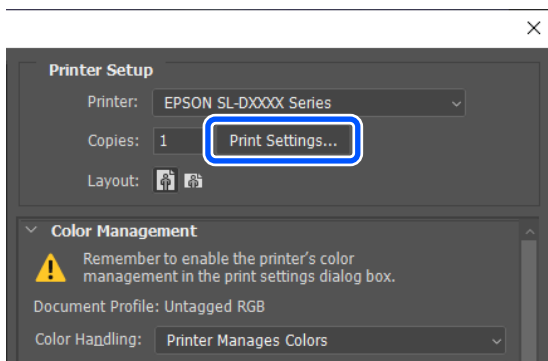 Printer Setup
Printer: EPSON SL-DXXXX Series
Copies: 1 Print Settings...
Layout:
Color Management
Remember to enable the printer's color
management in the print settings dialog box.
Document Profile: Untagged RGB
Color Handling: Printer Manages Colors